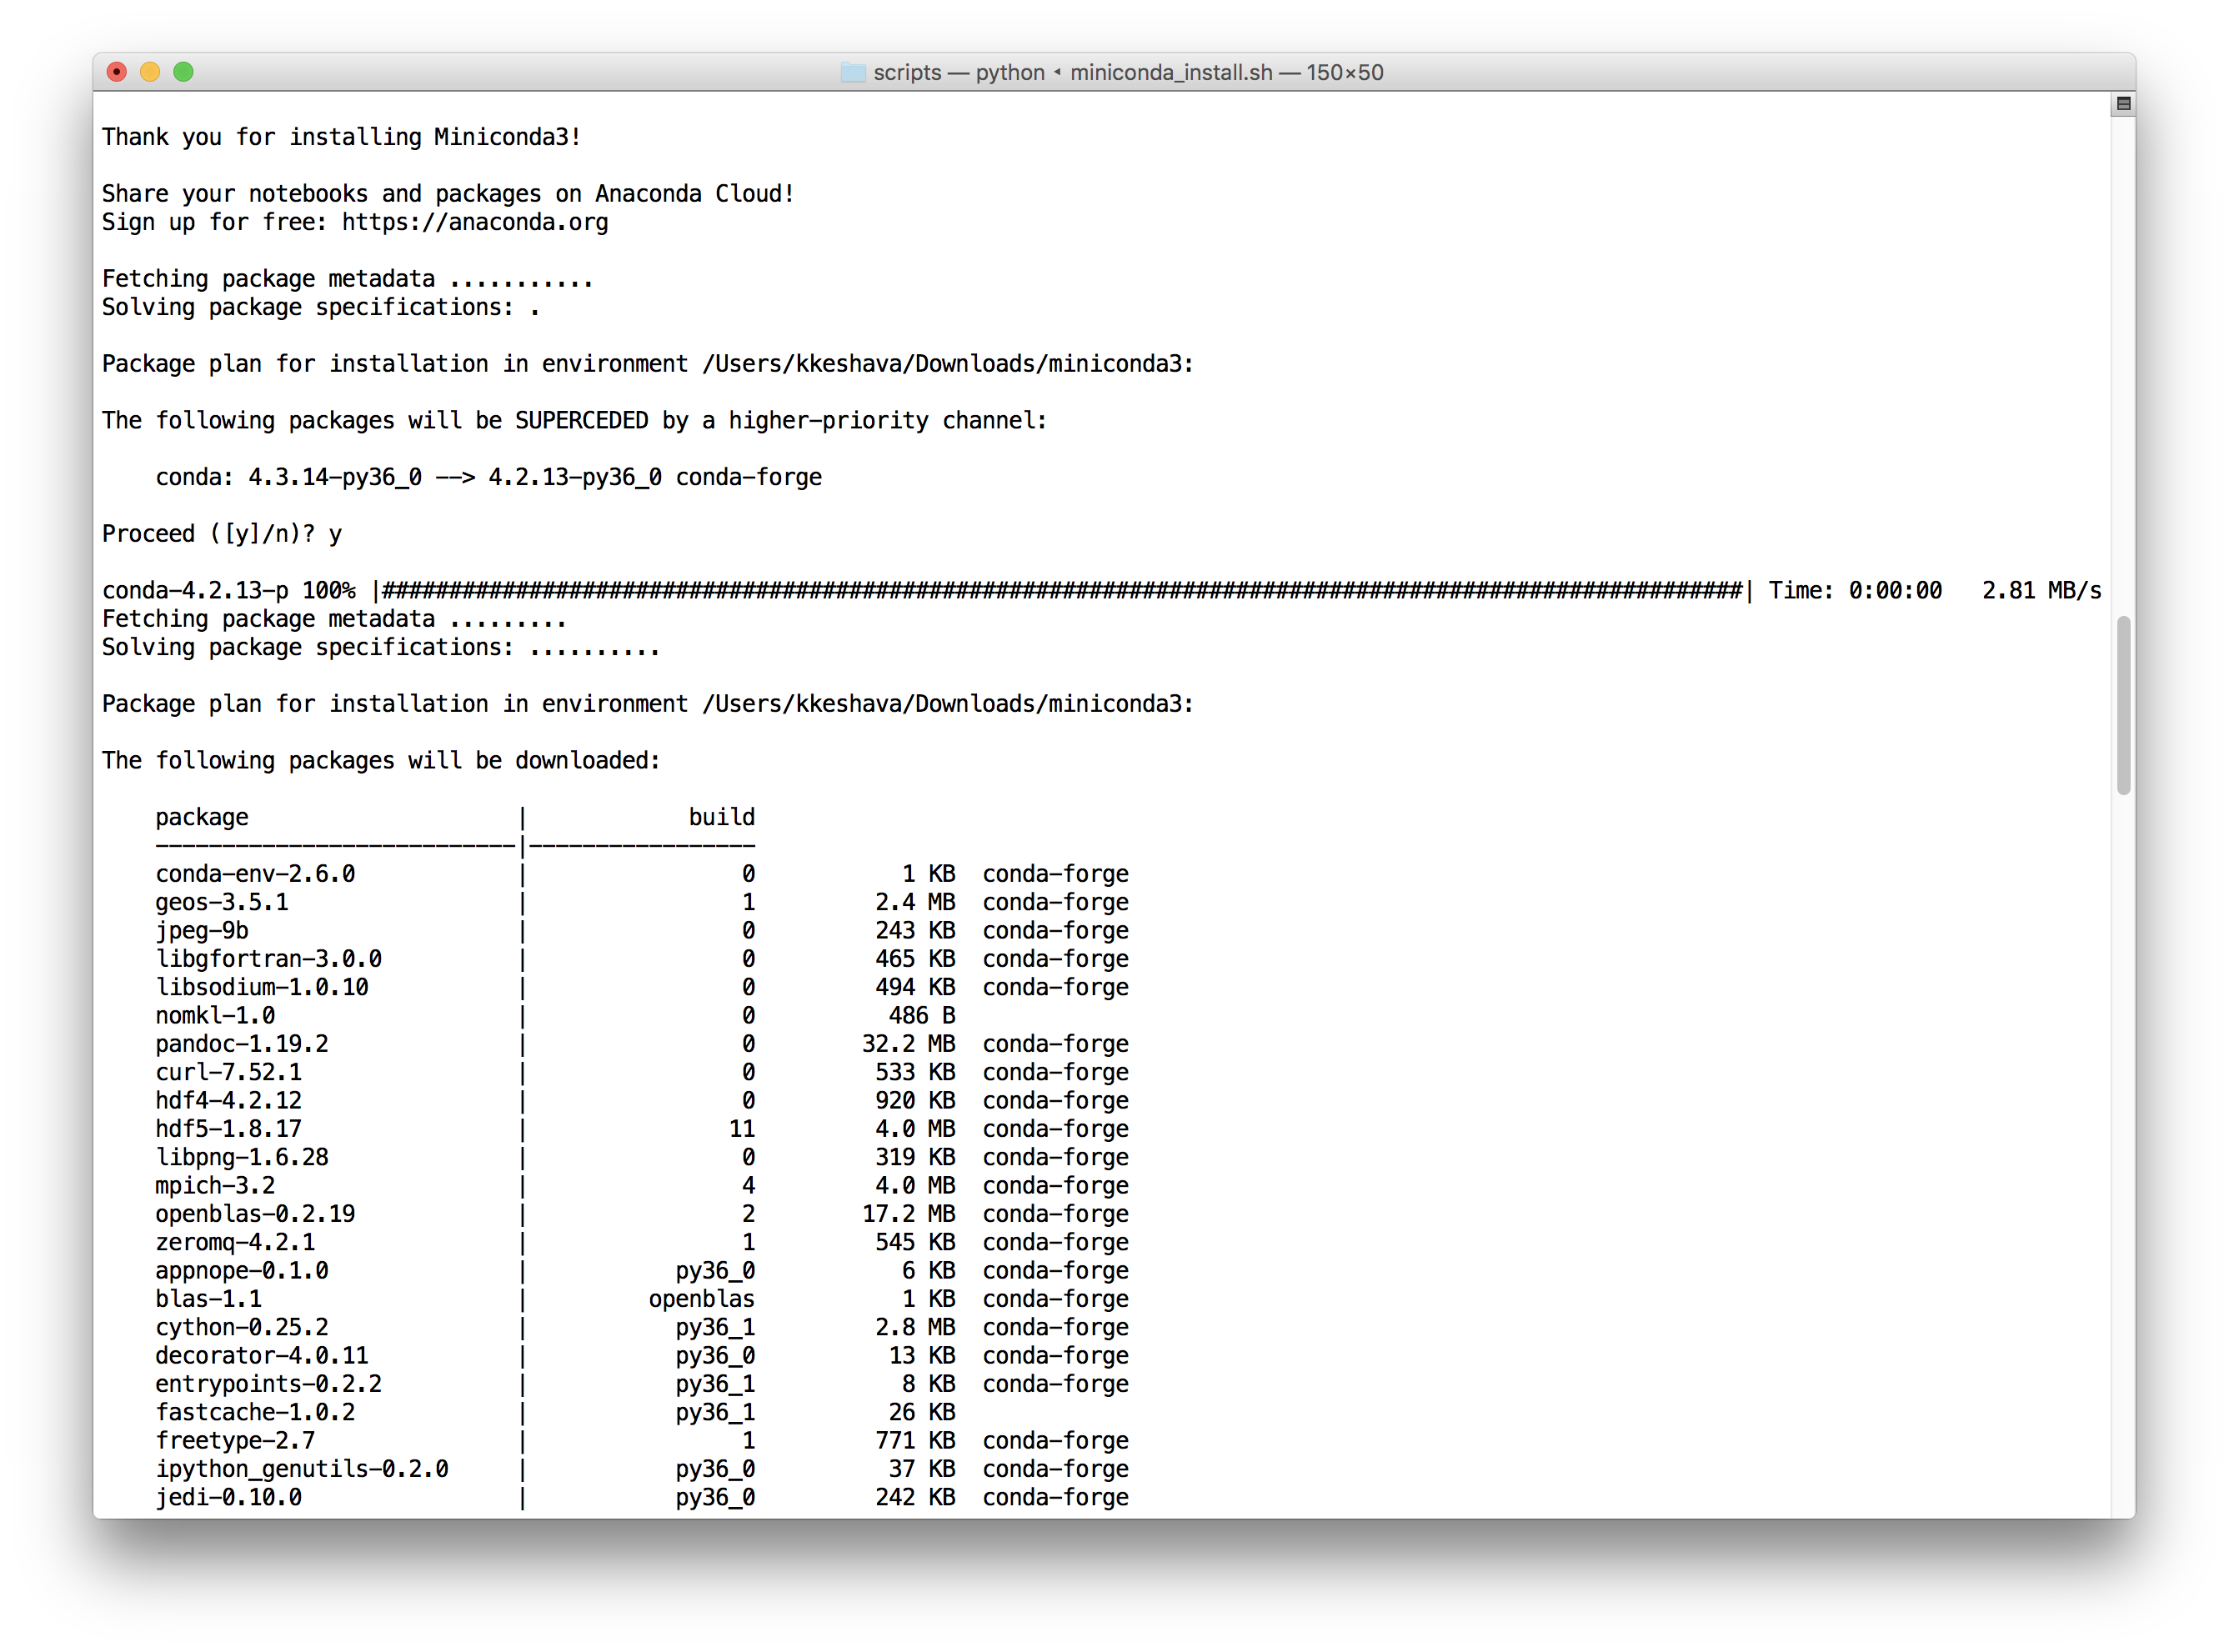 scripts — python ◂ miniconda_install.sh — 150×50
Thank you for installing Miniconda3!
Share your notebooks and packages on Anaconda Cloud!
Sign up for free: https://anaconda.org
Fetching package metadata ...........
Solving package specifications: .
Package plan for installation in environment /Users/kkeshava/Downloads/miniconda3:
The following packages will be SUPERCEDED by a higher-priority channel:
conda: 4.3.14-py36_0 --> 4.2.13-py36_0 conda-forge
Proceed ([y]/n)? y
conda-4.2.13-p 100% |######################################################################################################| Time: 0:00:00   2.81 MB/s
Fetching package metadata .........
Solving package specifications: ..........
Package plan for installation in environment /Users/kkeshava/Downloads/miniconda3:
The following packages will be downloaded:
package                    |            build
---------------------------|-----------------
conda-env-2.6.0            |                0           1 KB  conda-forge
geos-3.5.1                 |                1         2.4 MB  conda-forge
jpeg-9b                    |                0         243 KB  conda-forge
libgfortran-3.0.0          |                0         465 KB  conda-forge
libsodium-1.0.10           |                0         494 KB  conda-forge
nomkl-1.0                  |                0          486 B
pandoc-1.19.2              |                0        32.2 MB  conda-forge
curl-7.52.1                |                0         533 KB  conda-forge
hdf4-4.2.12                |                0         920 KB  conda-forge
hdf5-1.8.17                |               11         4.0 MB  conda-forge
libpng-1.6.28              |                0         319 KB  conda-forge
mpich-3.2                  |                4         4.0 MB  conda-forge
openblas-0.2.19            |                2        17.2 MB  conda-forge
zeromq-4.2.1               |                1         545 KB  conda-forge
appnope-0.1.0              |           py36_0           6 KB  conda-forge
blas-1.1                   |         openblas           1 KB  conda-forge
cython-0.25.2              |           py36_1         2.8 MB  conda-forge
decorator-4.0.11           |           py36_0          13 KB  conda-forge
entrypoints-0.2.2          |           py36_1           8 KB  conda-forge
fastcache-1.0.2            |           py36_1          26 KB
freetype-2.7               |                1         771 KB  conda-forge
ipython_genutils-0.2.0     |           py36_0          37 KB  conda-forge
jedi-0.10.0                |           py36_0         242 KB  conda-forge